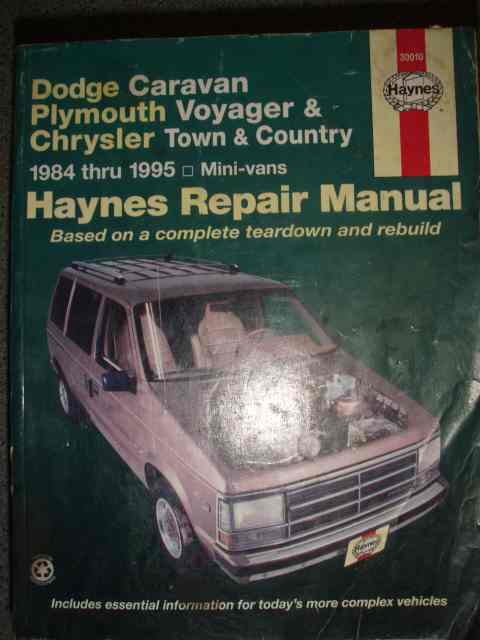 30010
Haynes
Dodge Caravan
Plymouth Voyager &
Chrysler Town & Country
1984 thru 1995 □ Mini-vans
Haynes Repair Manual
Based on a complete teardown and rebuild
Haynes
Includes essential information for today's more complex vehicles